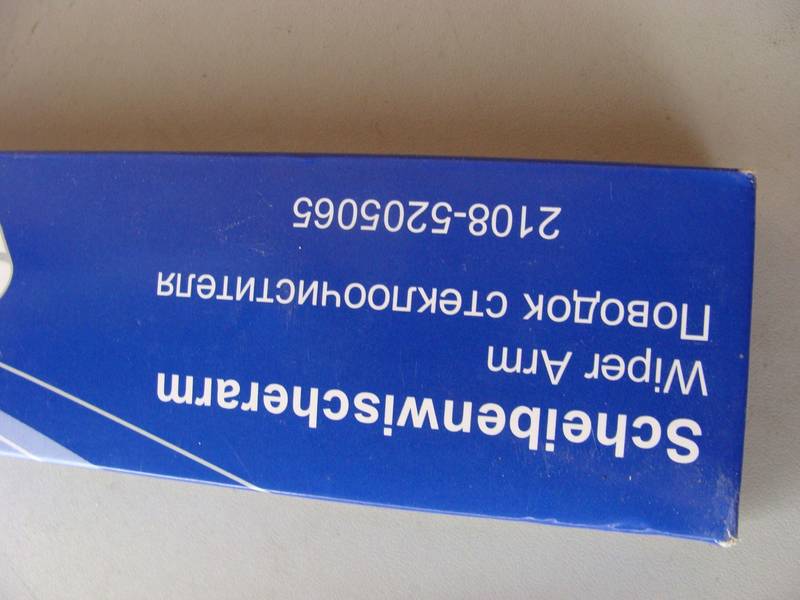 Scheibenwischerarm
Wiper Arm
Поводок стеклоочистителя
2108-5205065